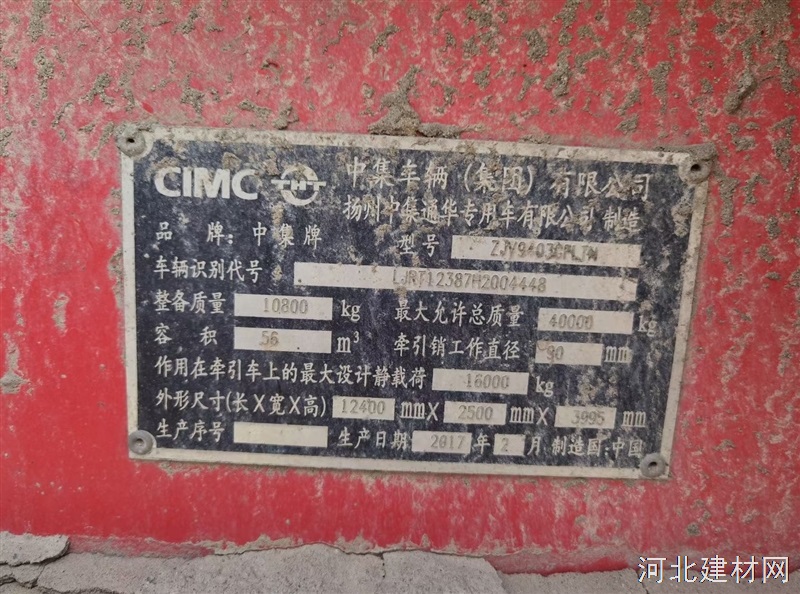 CIMC THT 中集车辆(集团)有限公司
扬州中集通华专用车有限公司 制造
品 牌: 中集牌 型号
车辆识别代号 LJRT12387H2004448
整备质量 10800 kg 最大允许总质量 40000 kg
容 积 56 m³ 牵引销工作直径 90 mm
作用在牵引车上的最大设计静载荷 16000 kg
外形尺寸(长X宽X高) 12400 mmX 2500 mmX 3995 mm
生产序号 生产日期 2017 年 2 月 制造国:中国
河北建材网